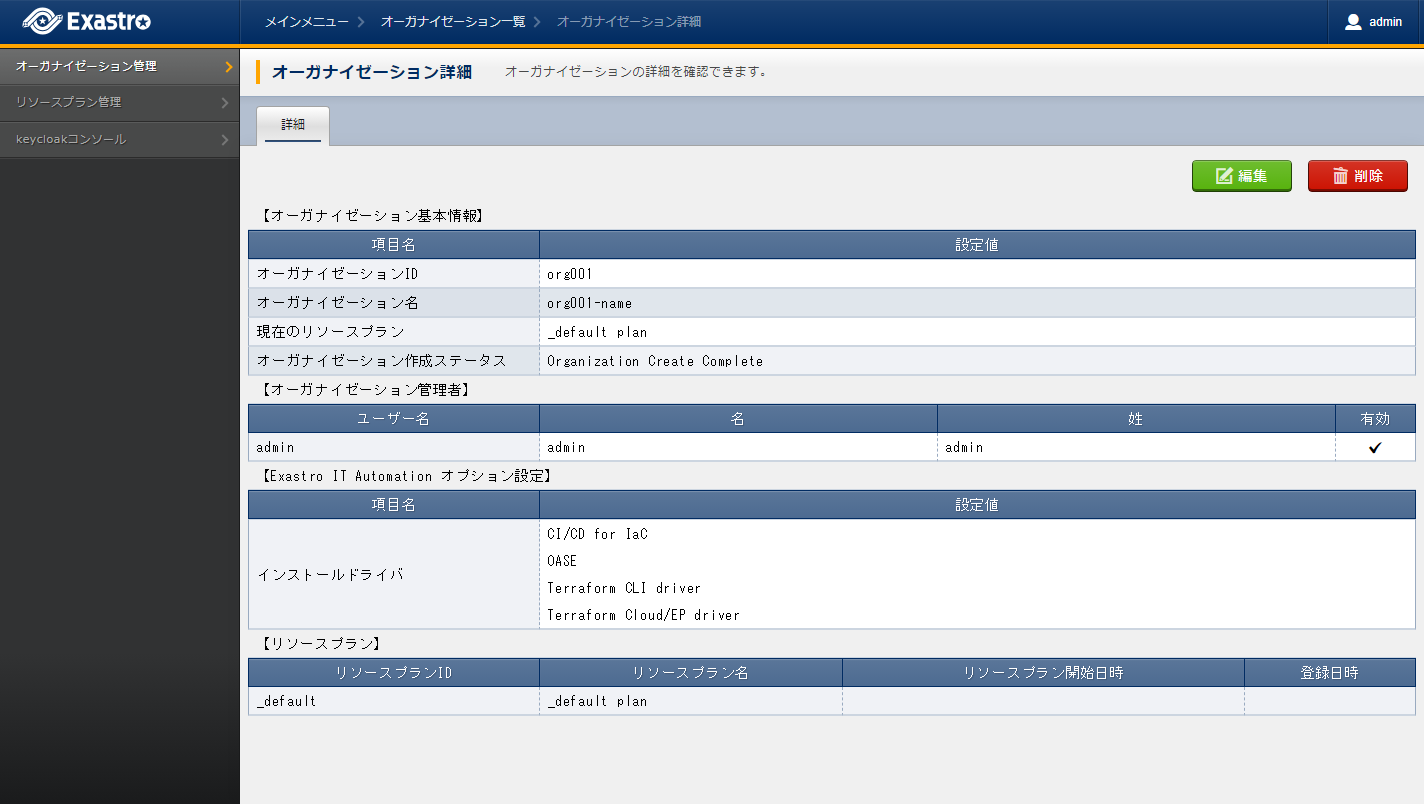 Exastro
メインメニュー オーガナイゼーション一覧 オーガナイゼーション詳細
admin
オーガナイゼーション管理
リソースプラン管理
keycloakコンソール
オーガナイゼーション詳細 オーガナイゼーションの詳細を確認できます。
詳細
編集 削除
【オーガナイゼーション基本情報】
項目名 設定値
オーガナイゼーションID org001
オーガナイゼーション名 org001-name
現在のリソースプラン _default plan
オーガナイゼーション作成ステータス Organization Create Complete
【オーガナイゼーション管理者】
ユーザー名 名 姓 有効
admin admin admin ✔
【Exastro IT Automation オプション設定】
項目名 設定値
インストールドライバ
CI/CD for IaC
OASE
Terraform CLI driver
Terraform Cloud/EP driver
【リソースプラン】
リソースプランID リソースプラン名 リソースプラン開始日時 登録日時
_default _default plan